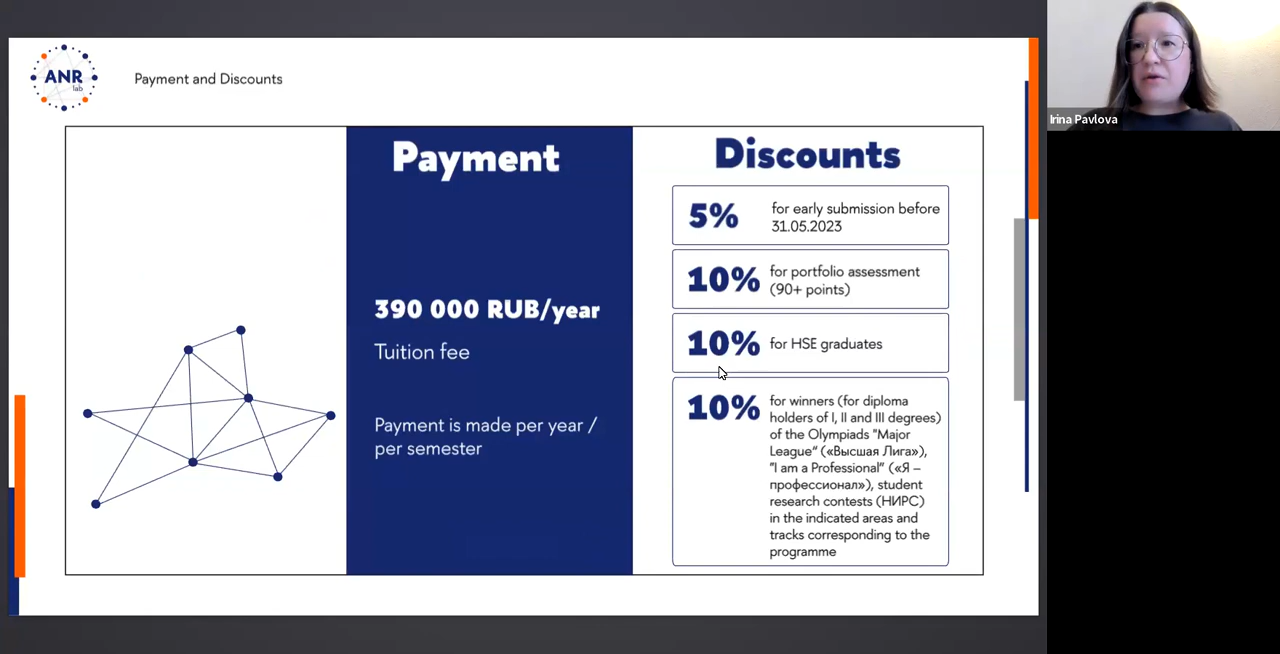 ANR
lab
Payment and Discounts
Payment
390 000 RUB/year
Tuition fee
Payment is made per year /
per semester
Discounts
5%
for early submission before
31.05.2023
10%
for portfolio assessment
(90+ points)
10%
for HSE graduates
10%
for winners (for diploma
holders of I, II and III degrees)
of the Olympiads "Major
League" («Высшая Лига»),
"I am a Professional" («Я –
профессионал»), student
research contests (НИРС)
in the indicated areas and
tracks corresponding to the
programme
Irina Pavlova